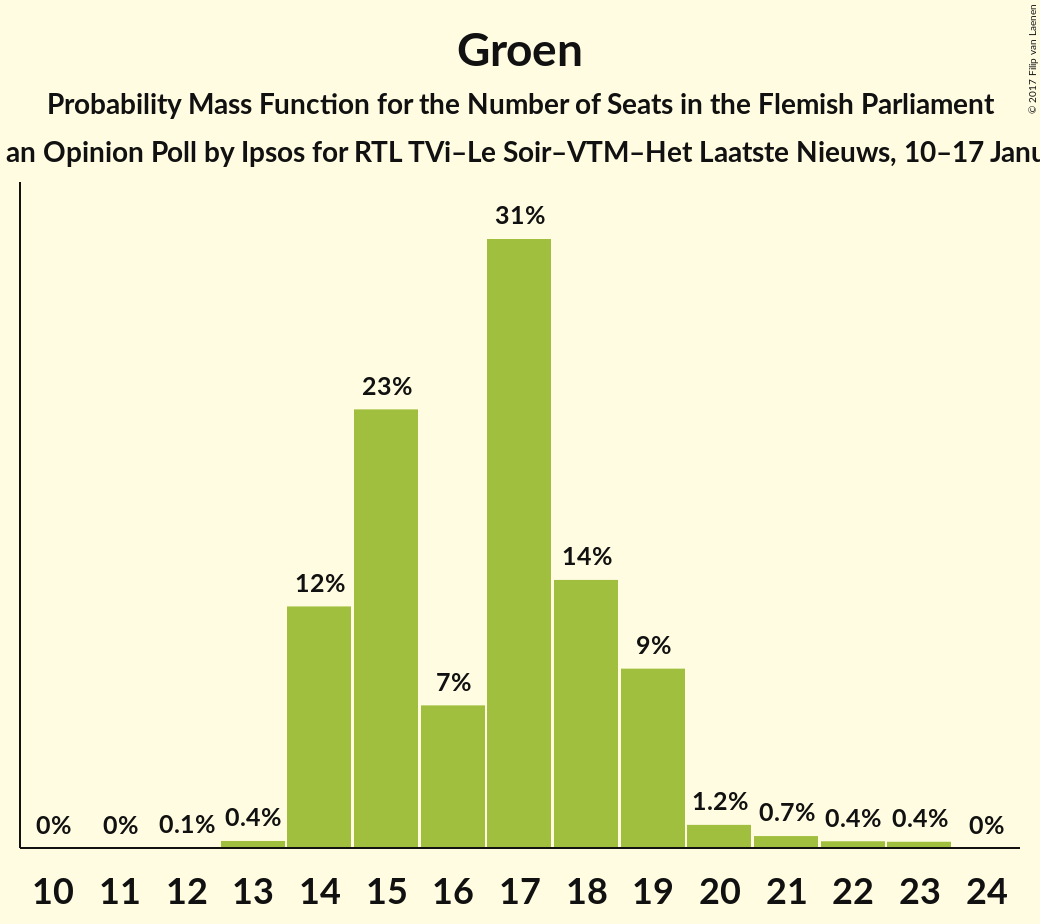 Groen
Probability Mass Function for the Number of Seats in the Flemish Parliament
an Opinion Poll by Ipsos for RTL TVi–Le Soir–VTM–Het Laatste Nieuws, 10–17 Janu
© 2017 Filip van Laenen
0% 0% 0.1% 0.4% 12% 23% 7% 31% 14% 9% 1.2% 0.7% 0.4% 0.4% 0%
10 11 12 13 14 15 16 17 18 19 20 21 22 23 24